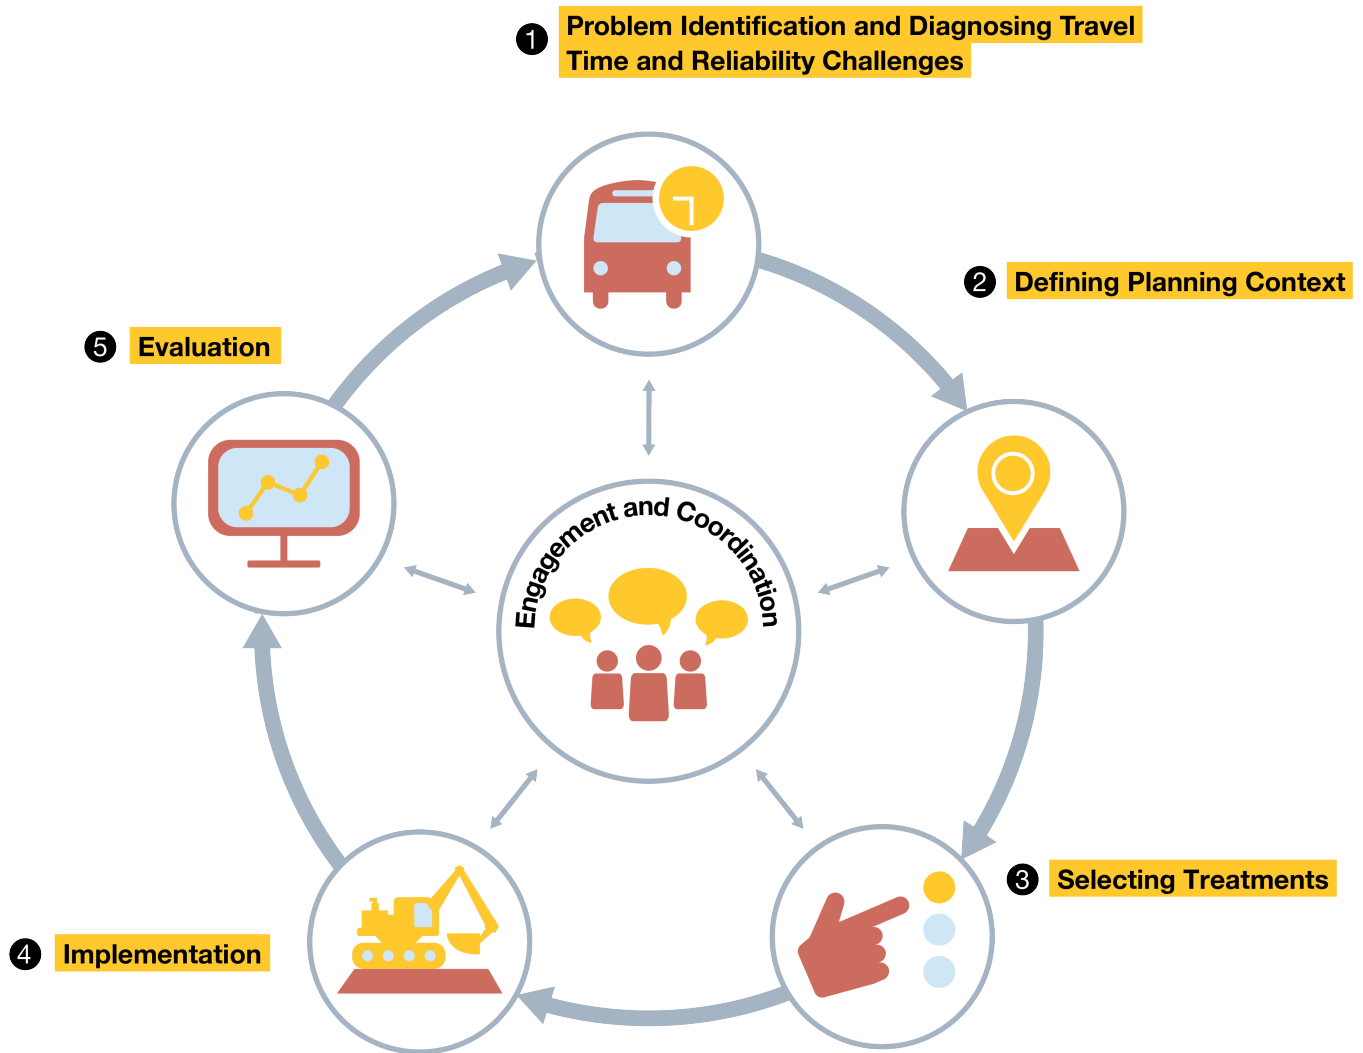 1 Problem Identification and Diagnosing Travel
Time and Reliability Challenges
2 Defining Planning Context
5 Evaluation
Engagement and Coordination
3 Selecting Treatments
4 Implementation